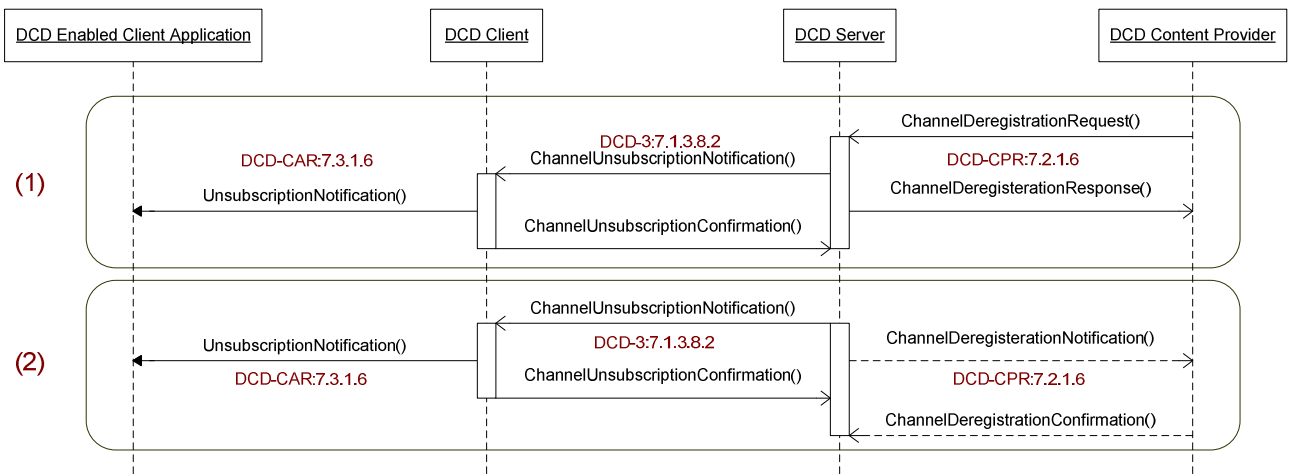 DCD Enabled Client Application
DCD Client
DCD Server
DCD Content Provider
(1)
ChannelDeregistrationRequest()
DCD-3:7.1.3.8.2
DCD-CAR:7.3.1.6
ChannelUnsubscriptionNotification()
DCD-CPR:7.2.1.6
UnsubscriptionNotification()
ChannelDeregisterationResponse()
ChannelUnsubscriptionConfirmation()
(2)
ChannelUnsubscriptionNotification()
UnsubscriptionNotification()
DCD-3:7.1.3.8.2
ChannelDeregisterationNotification()
DCD-CAR:7.3.1.6
ChannelUnsubscriptionConfirmation()
DCD-CPR:7.2.1.6
ChannelDeregistrationConfirmation()